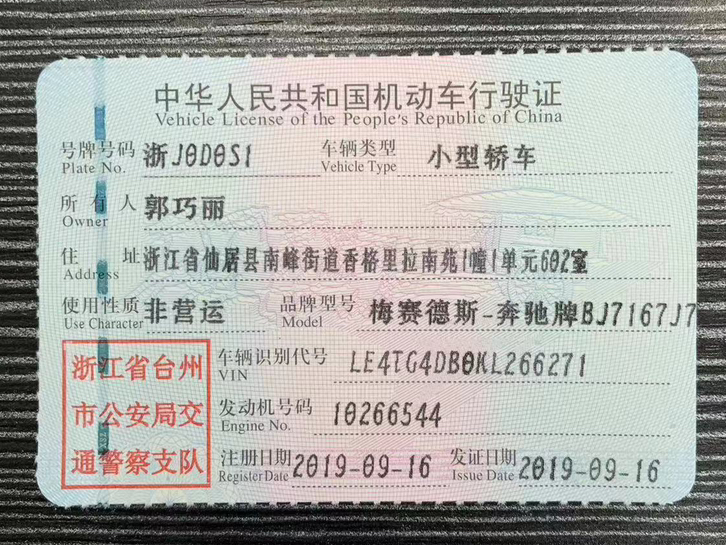 中华人民共和国机动车行驶证
Vehicle License of the People's Republic of China
号牌号码 浙J0D0S1 车辆类型 小型轿车
Plate No. Vehicle Type
所有人 郭巧丽
Owner
住址 浙江省仙居县南峰街道香格里拉南苑1幢1单元602室
Address
使用性质 非营运 品牌型号 梅赛德斯-奔驰牌BJ7167J7
Use Character Model
浙江省台州 车辆识别代号 LE4TG4DB0KL266271
VIN
市公安局交 发动机号码 10266544
Engine No.
通警察支队 注册日期 2019-09-16 发证日期 2019-09-16
Register Date Issue Date